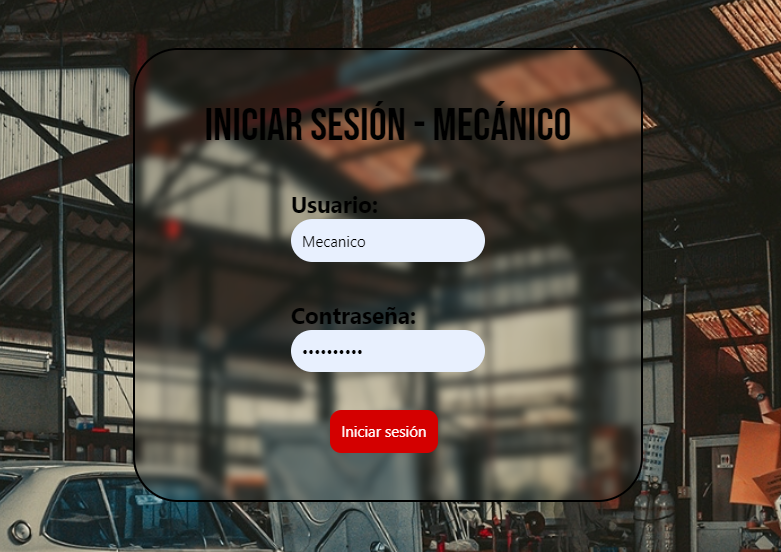 INICIAR SESIÓN - MECÁNICO
Usuario:
Mecanico
Contraseña:
••••••••••
Iniciar sesión